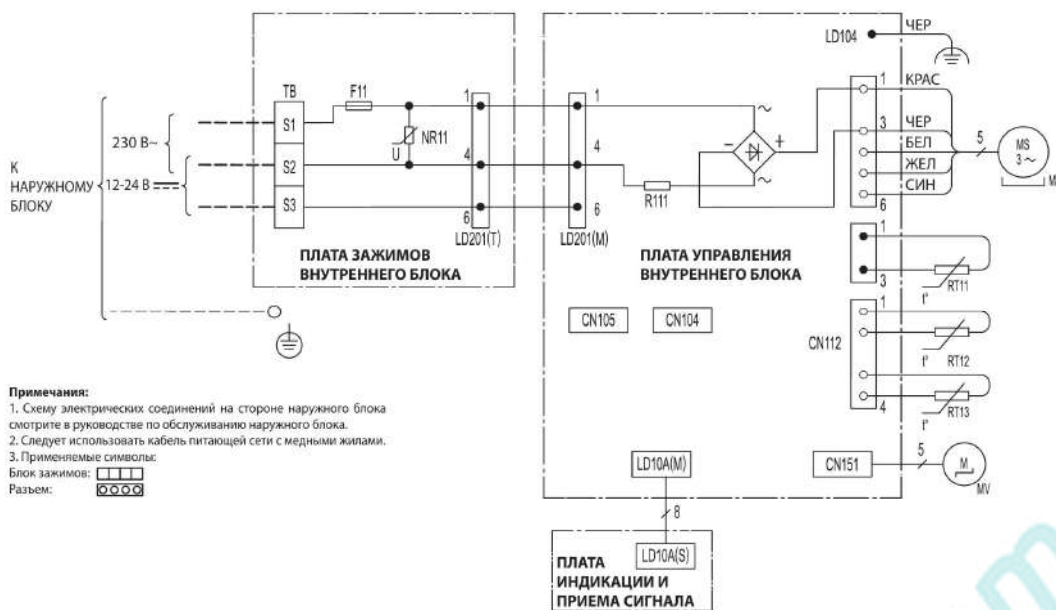 К
НАРУЖНОМУ
БЛОКУ
230 В~
12-24 В
TB
S1
S2
S3
F11
NR11
U
1
4
6
LD201(T)
ПЛАТА ЗАЖИМОВ
ВНУТРЕННЕГО БЛОКА
1
4
6
LD201(M)
R111
~
−
+
~
ПЛАТА УПРАВЛЕНИЯ
ВНУТРЕННЕГО БЛОКА
LD104
ЧЕР
1
КРАС
3
ЧЕР
БЕЛ
ЖЕЛ
СИН
6
5
MS
3~
1
3
t°
RT11
CN105
CN104
CN112
1
t°
RT12
4
t°
RT13
LD10A(M)
CN151
5
M
MV
8
LD10A(S)
ПЛАТА
ИНДИКАЦИИ И
ПРИЕМА СИГНАЛА
Примечания:
1. Схему электрических соединений на стороне наружного блока
смотрите в руководстве по обслуживанию наружного блока.
2. Следует использовать кабель питающей сети с медными жилами.
3. Применяемые символы:
Блок зажимов:
Разъем: